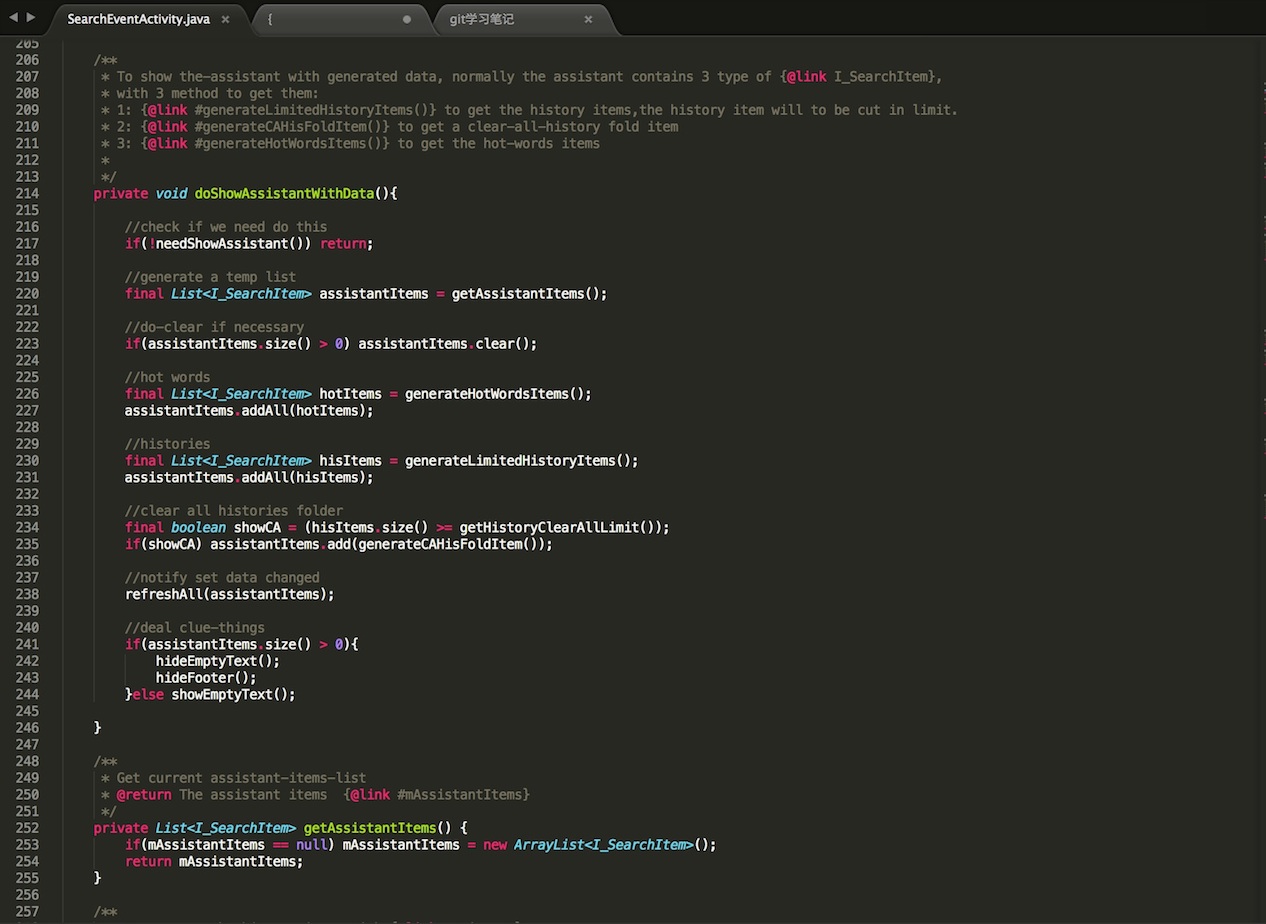 SearchEventActivity.java × { ● git学习笔记 ×
205
206 /**
207 * To show the-assistant with generated data, normally the assistant contains 3 type of {@link I_SearchItem},
208 * with 3 method to get them:
209 * 1: {@link #generateLimitedHistoryItems()} to get the history items,the history item will to be cut in limit.
210 * 2: {@link #generateCAHisFoldItem()} to get a clear-all-history fold item
211 * 3: {@link #generateHotWordsItems()} to get the hot-words items
212 *
213 */
214 private void doShowAssistantWithData(){
215
216 //check if we need do this
217 if(!needShowAssistant()) return;
218
219 //generate a temp list
220 final List<I_SearchItem> assistantItems = getAssistantItems();
221
222 //do-clear if necessary
223 if(assistantItems.size() > 0) assistantItems.clear();
224
225 //hot words
226 final List<I_SearchItem> hotItems = generateHotWordsItems();
227 assistantItems.addAll(hotItems);
228
229 //histories
230 final List<I_SearchItem> hisItems = generateLimitedHistoryItems();
231 assistantItems.addAll(hisItems);
232
233 //clear all histories folder
234 final boolean showCA = (hisItems.size() >= getHistoryClearAllLimit());
235 if(showCA) assistantItems.add(generateCAHisFoldItem());
236
237 //notify set data changed
238 refreshAll(assistantItems);
239
240 //deal clue-things
241 if(assistantItems.size() > 0){
242 hideEmptyText();
243 hideFooter();
244 }else showEmptyText();
245
246 }
247
248 /**
249 * Get current assistant-items-list
250 * @return The assistant items {@link #mAssistantItems}
251 */
252 private List<I_SearchItem> getAssistantItems() {
253 if(mAssistantItems == null) mAssistantItems = new ArrayList<I_SearchItem>();
254 return mAssistantItems;
255 }
256
257 /**